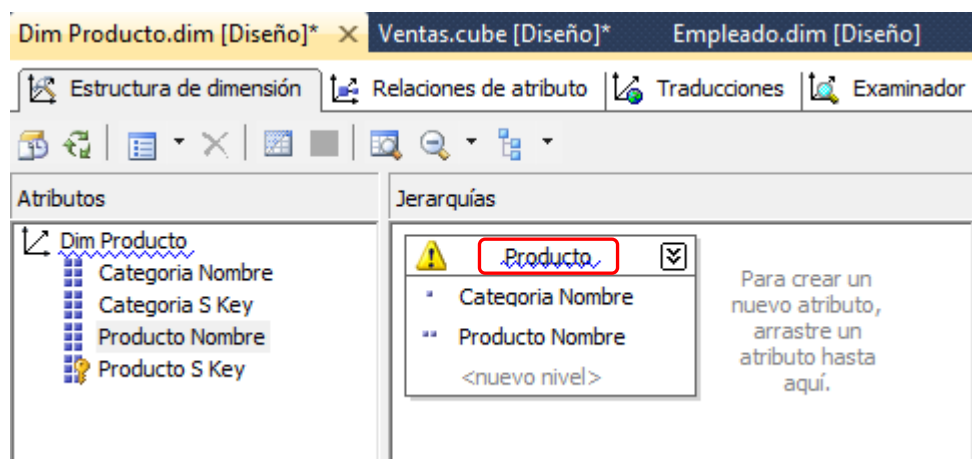 Dim Producto.dim [Diseño]* Ventas.cube [Diseño]* Empleado.dim [Diseño]
Estructura de dimensión Relaciones de atributo Traducciones Examinador
Atributos
Dim Producto
Categoria Nombre
Categoria S Key
Producto Nombre
Producto S Key
Jerarquías
Producto
Categoria Nombre
Producto Nombre
<nuevo nivel>
Para crear un
nuevo atributo,
arrastre un
atributo hasta
aquí.